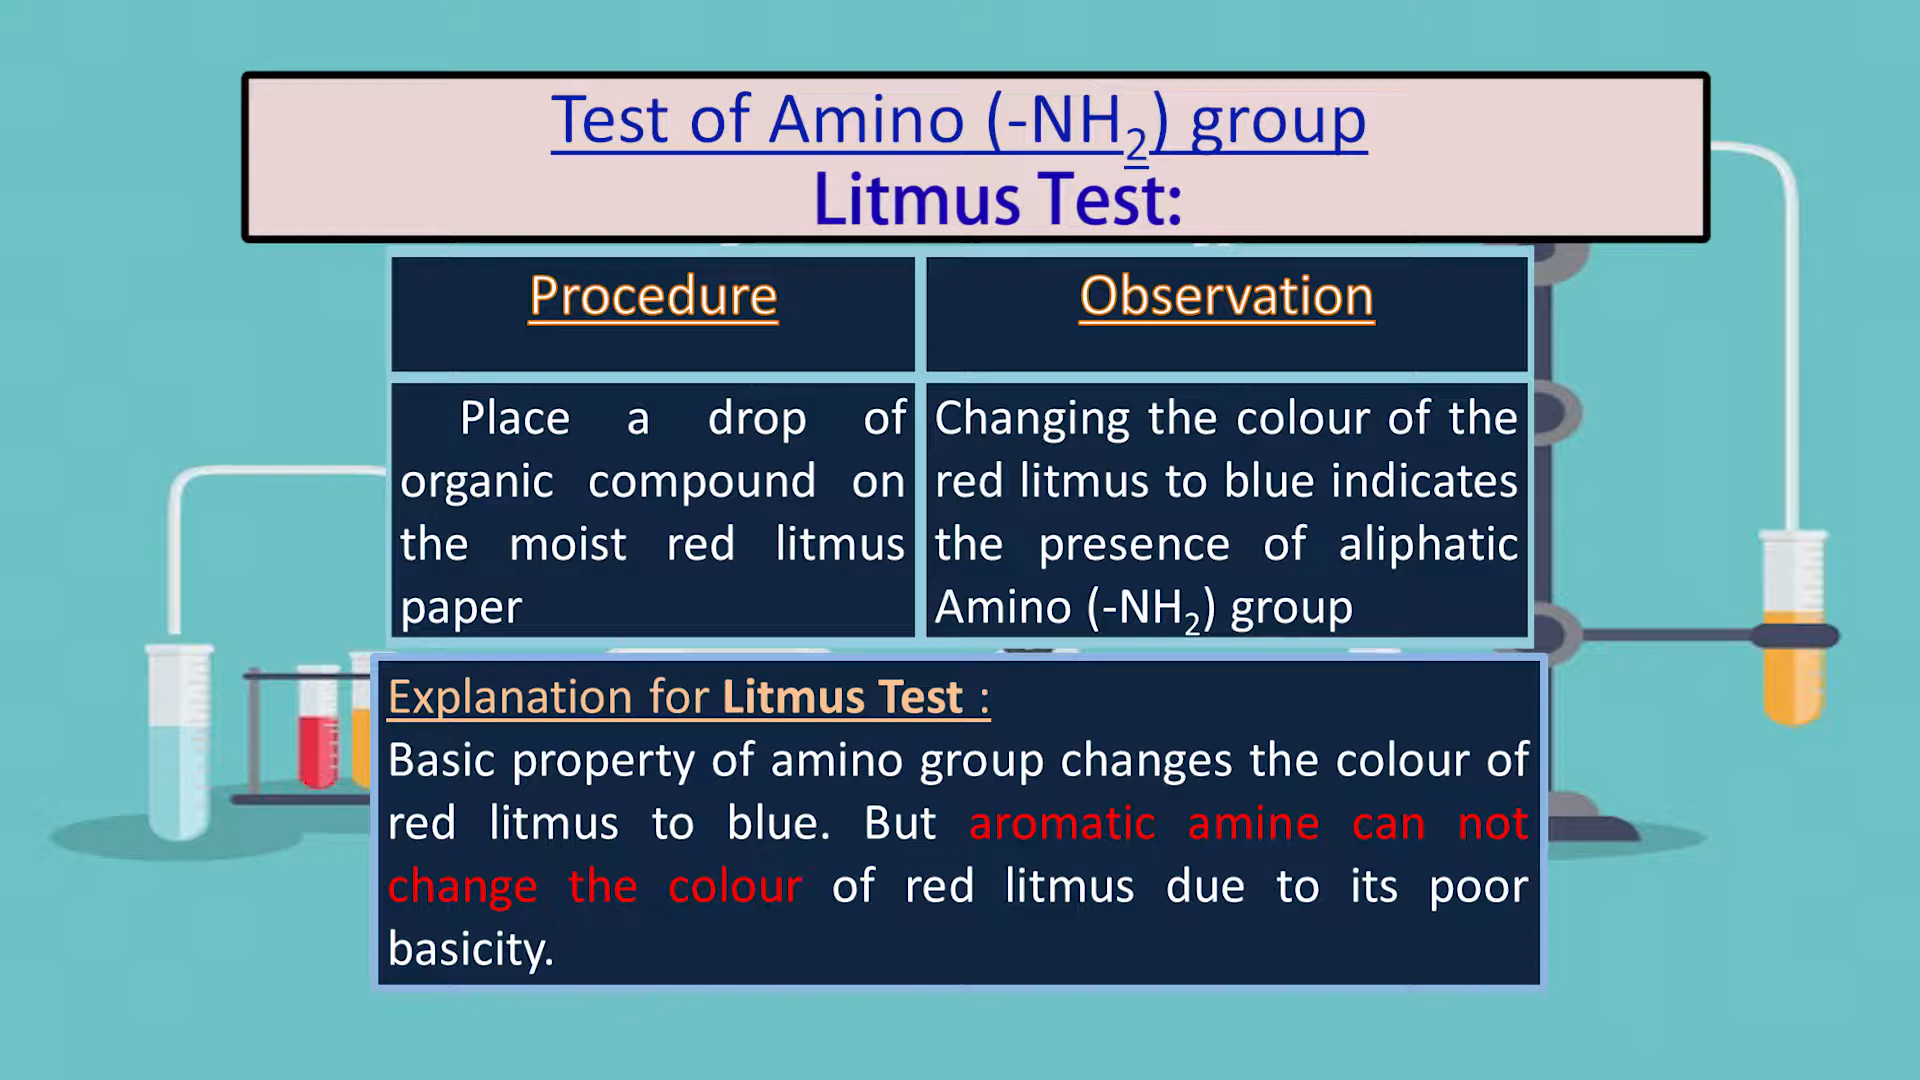 Test of Amino (-NH₂) group
Litmus Test:
Procedure
Observation
Place a drop of
organic compound on
the moist red litmus
paper
Changing the colour of the
red litmus to blue indicates
the presence of aliphatic
Amino (-NH₂) group
Explanation for Litmus Test :
Basic property of amino group changes the colour of
red litmus to blue. But aromatic amine can not
change the colour of red litmus due to its poor
basicity.